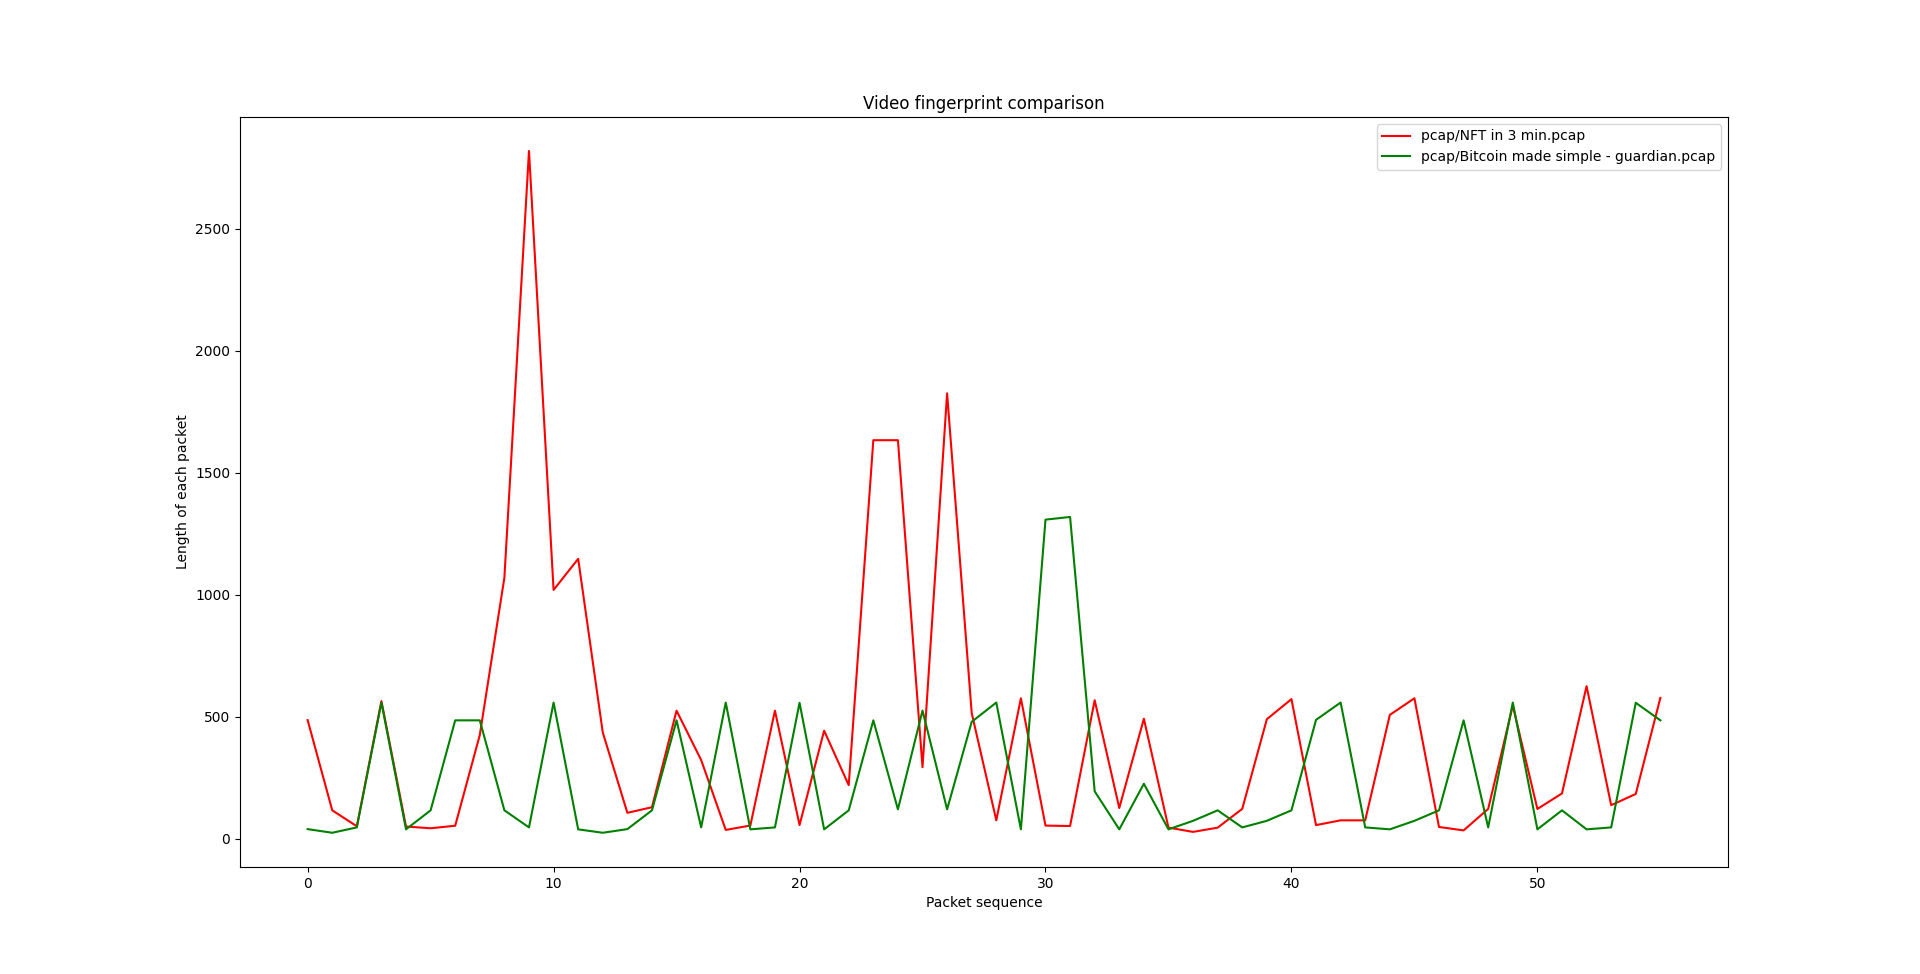 Video fingerprint comparison
pcap/NFT in 3 min.pcap
pcap/Bitcoin made simple - guardian.pcap
Length of each packet
2500
2000
1500
1000
500
0
0 10 20 30 40 50
Packet sequence